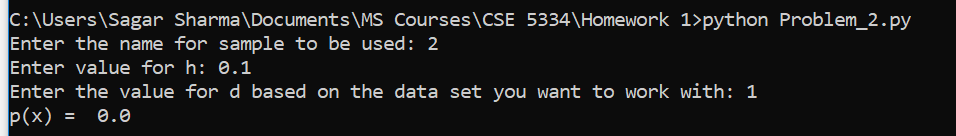 C:\Users\Sagar Sharma\Documents\MS Courses\CSE 5334\Homework 1>python Problem_2.py
Enter the name for sample to be used: 2
Enter value for h: 0.1
Enter the value for d based on the data set you want to work with: 1
p(x) =  0.0